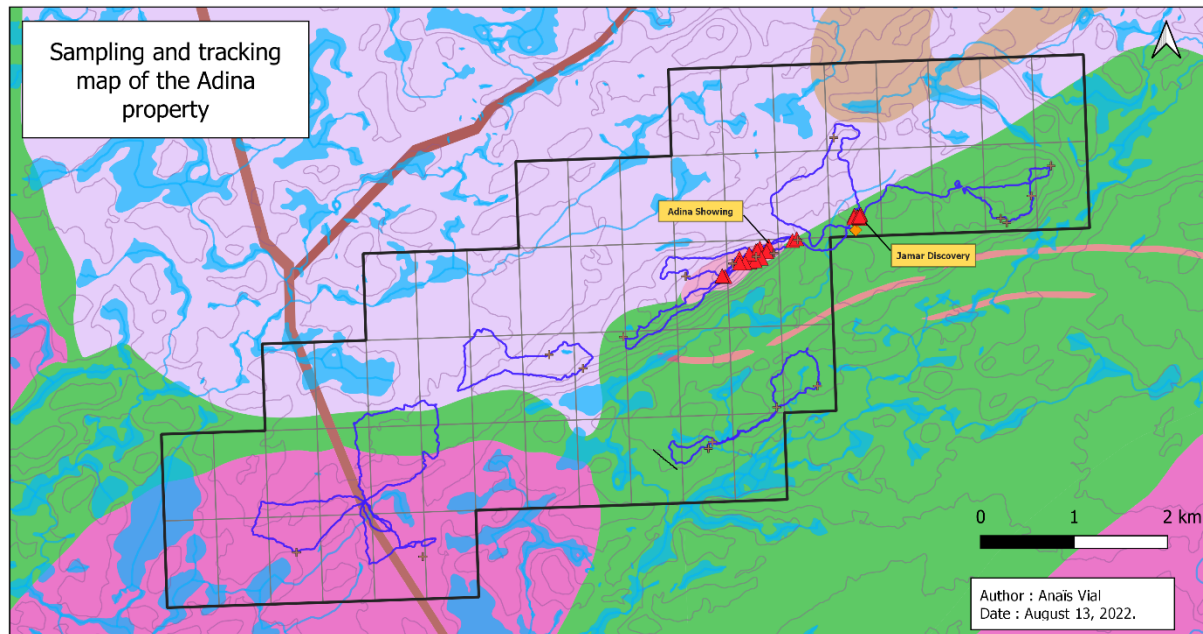 Sampling and tracking
map of the Adina
property
Adina Showing
Jamar Discovery
0 1 2 km
Author : Anaïs Vial
Date : August 13, 2022.